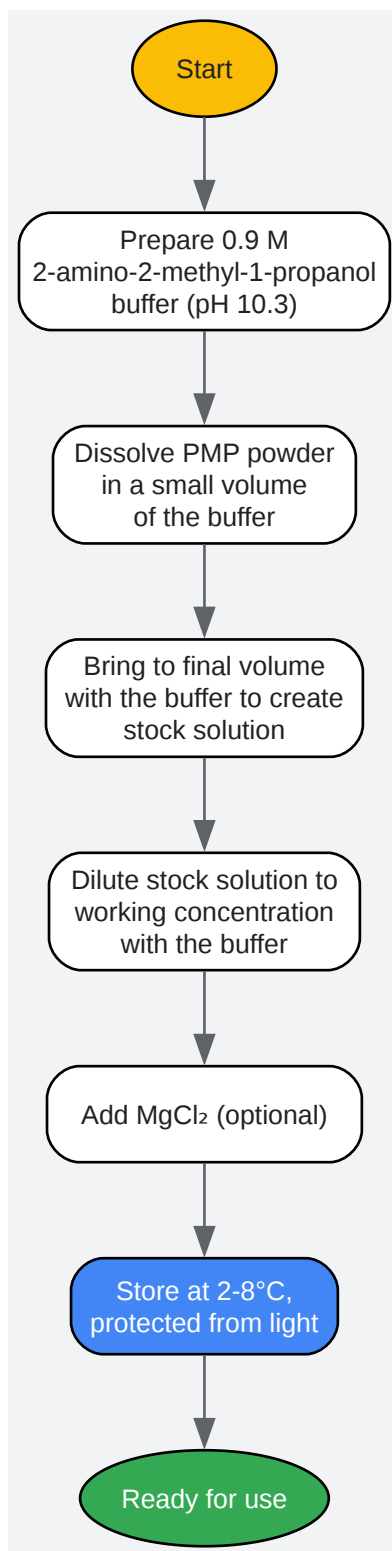 Start
Prepare 0.9 M
2-amino-2-methyl-1-propanol
buffer (pH 10.3)
Dissolve PMP powder
in a small volume
of the buffer
Bring to final volume
with the buffer to create
stock solution
Dilute stock solution to
working concentration
with the buffer
Add MgCl₂ (optional)
Store at 2-8°C,
protected from light
Ready for use